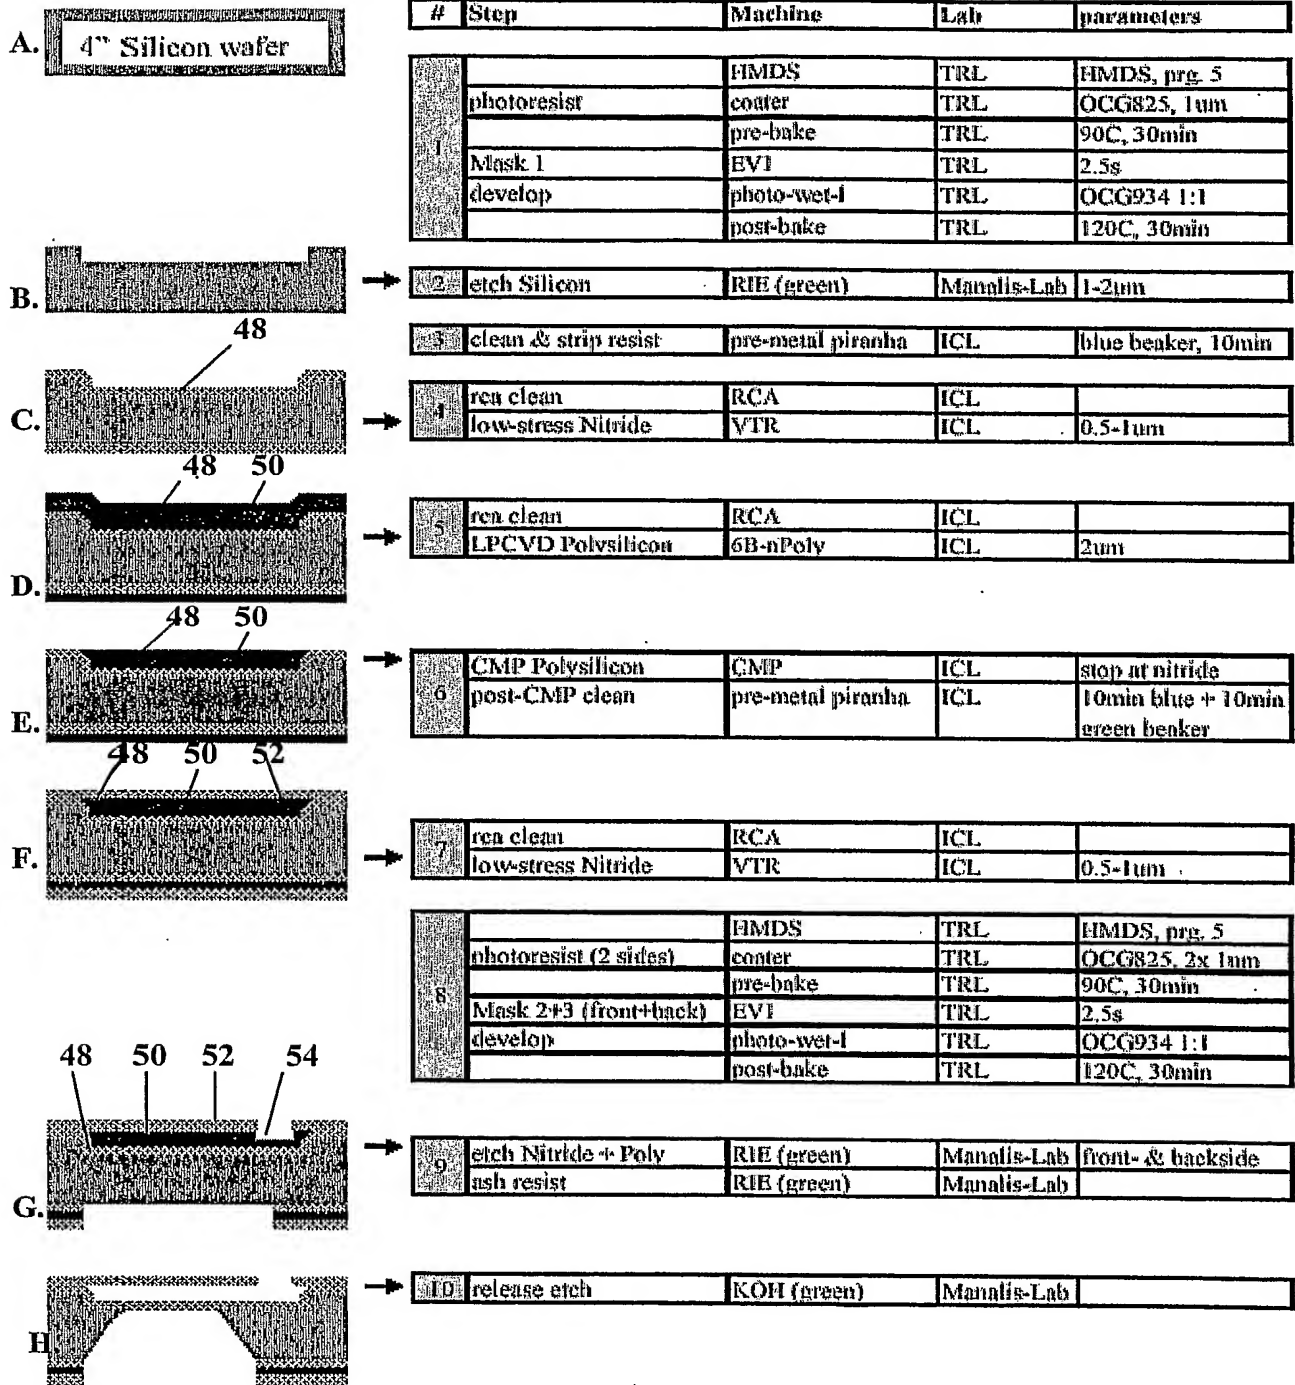 # Step Machine Lab parameters
A. 4" Silicon wafer
1
HMDS TRL HMDS, prg. 5
photoresist coater TRL OCG825, 1um
pre-bake TRL 90C, 30min
Mask 1 EV1 TRL 2.5s
develop photo-wet-l TRL OCG934 1:1
post-bake TRL 120C, 30min
B.
2 etch Silicon RIE (green) Manalis-Lab 1-2um
48
3 clean & strip resist pre-metal piranha ICL blue beaker, 10min
C.
4 rca clean RCA ICL
low-stress Nitride VTR ICL 0.5-1um
48 50
D.
5 rca clean RCA ICL
LPCVD Polysilicon 6B-nPoly ICL 2um
48 50
E.
6 CMP Polysilicon CMP ICL stop at nitride
post-CMP clean pre-metal piranha ICL 10min blue + 10min
green beaker
48 50 52
F.
7 rca clean RCA ICL
low-stress Nitride VTR ICL 0.5-1um
8
HMDS TRL HMDS, prg. 5
photoresist (2 sides) coater TRL OCG825, 2x 1um
pre-bake TRL 90C, 30min
Mask 2+3 (front+back) EV1 TRL 2.5s
develop photo-wet-l TRL OCG934 1:1
post-bake TRL 120C, 30min
48 50 52 54
G.
9 etch Nitride + Poly RIE (green) Manalis-Lab front- & backside
ash resist RIE (green) Manalis-Lab
H
10 release etch KOH (green) Manalis-Lab